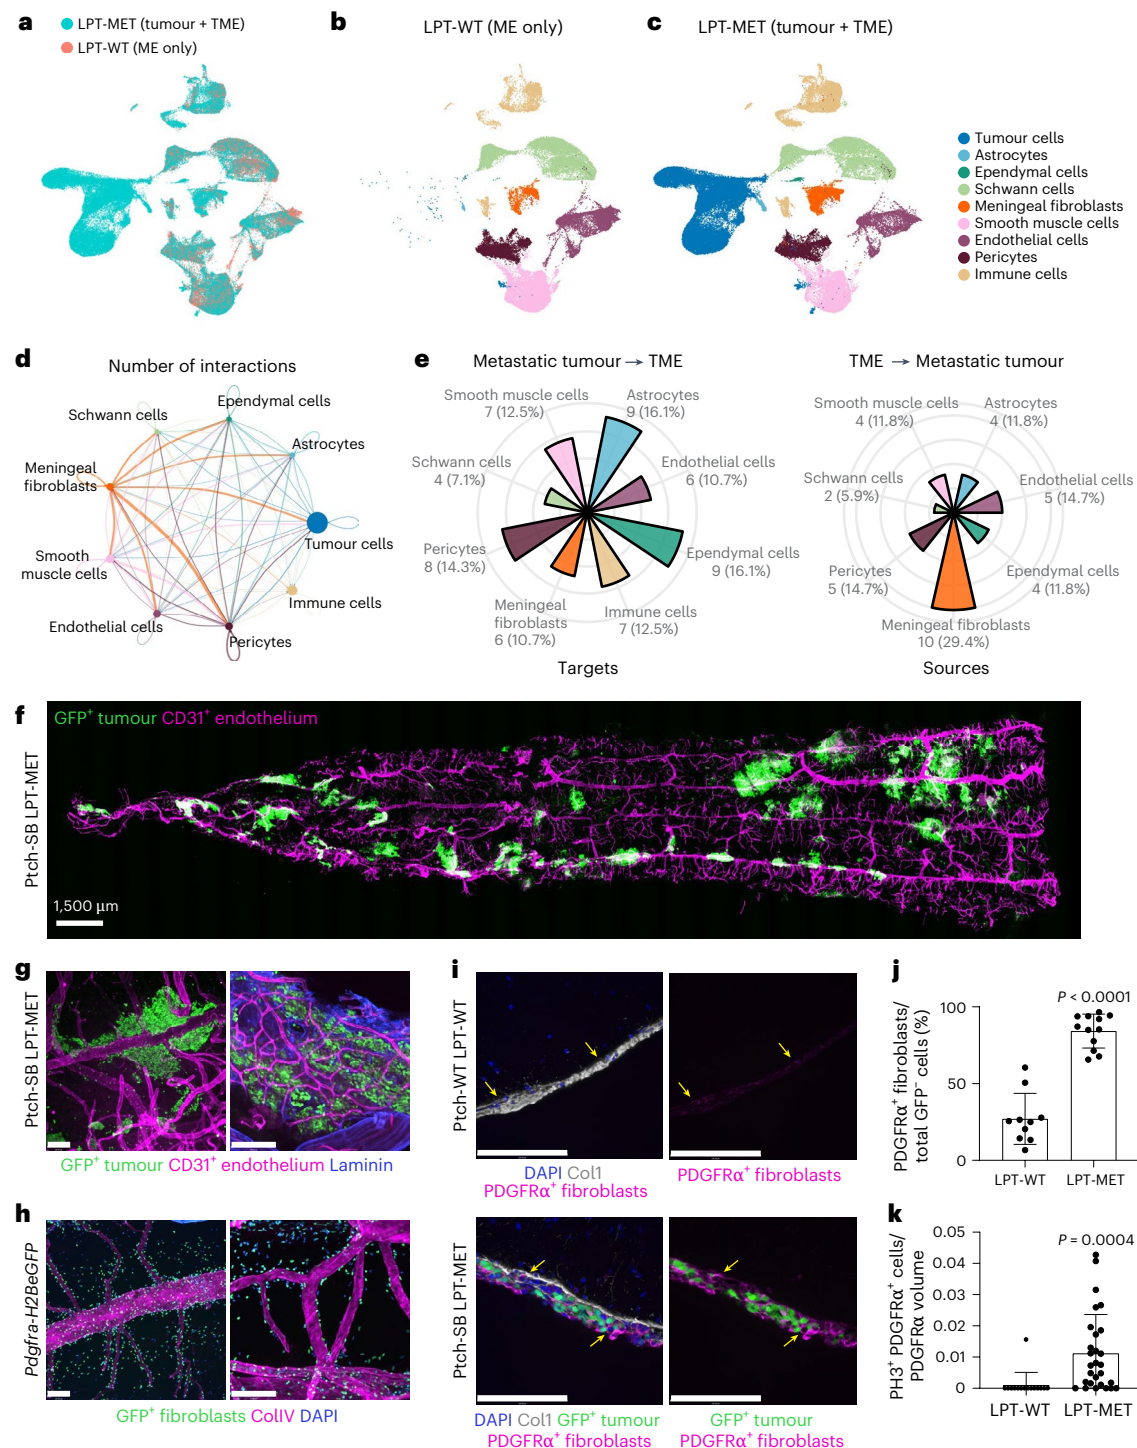 a
LPT-MET (tumour + TME)
LPT-WT (ME only)
b
LPT-WT (ME only)
c
LPT-MET (tumour + TME)
Tumour cells
Astrocytes
Ependymal cells
Schwann cells
Meningeal fibroblasts
Smooth muscle cells
Endothelial cells
Pericytes
Immune cells
d
Number of interactions
Ependymal cells
Schwann cells
Astrocytes
Meningeal
fibroblasts
Tumour cells
Smooth
muscle cells
Immune cells
Endothelial cells
Pericytes
e
Metastatic tumour → TME
Smooth muscle cells
7 (12.5%)
Astrocytes
9 (16.1%)
Schwann cells
4 (7.1%)
Endothelial cells
6 (10.7%)
Pericytes
8 (14.3%)
Ependymal cells
9 (16.1%)
Meningeal
fibroblasts
6 (10.7%)
Immune cells
7 (12.5%)
Targets
TME → Metastatic tumour
Smooth muscle cells
4 (11.8%)
Astrocytes
4 (11.8%)
Schwann cells
2 (5.9%)
Endothelial cells
5 (14.7%)
Pericytes
5 (14.7%)
Ependymal cells
4 (11.8%)
Meningeal fibroblasts
10 (29.4%)
Sources
f
GFP⁺ tumour CD31⁺ endothelium
Ptch-SB LPT-MET
1,500 µm
g
Ptch-SB LPT-MET
GFP⁺ tumour CD31⁺ endothelium Laminin
h
Pdgfra-H2BeGFP
GFP⁺ fibroblasts ColIV DAPI
i
Ptch-WT LPT-WT
DAPI Col1
PDGFRα⁺ fibroblasts
PDGFRα⁺ fibroblasts
Ptch-SB LPT-MET
DAPI Col1 GFP⁺ tumour
PDGFRα⁺ fibroblasts
GFP⁺ tumour
PDGFRα⁺ fibroblasts
j
P < 0.0001
PDGFRα⁺ fibroblasts/
total GFP⁻ cells (%)
100
50
0
LPT-WT
LPT-MET
k
P = 0.0004
PH3⁺ PDGFRα⁺ cells/
PDGFRα volume
0.05
0.04
0.03
0.02
0.01
0
LPT-WT
LPT-MET